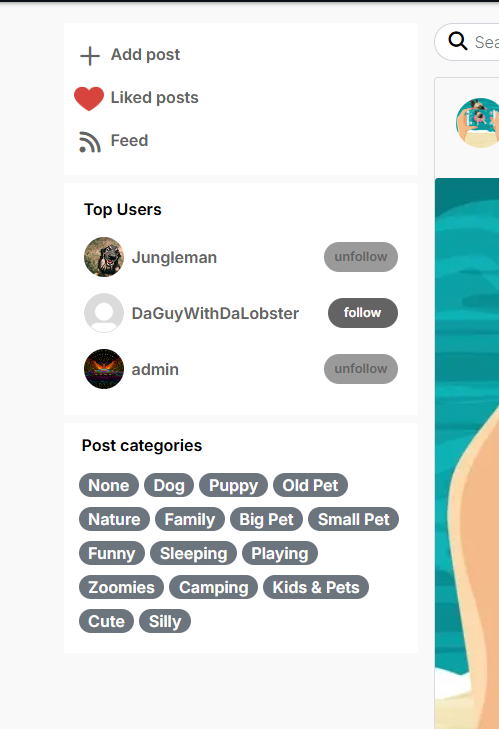 Add post
Liked posts
Feed
Top Users
Jungleman unfollow
DaGuyWithDaLobster follow
admin unfollow
Post categories
None Dog Puppy Old Pet
Nature Family Big Pet Small Pet
Funny Sleeping Playing
Zoomies Camping Kids & Pets
Cute Silly
Sea